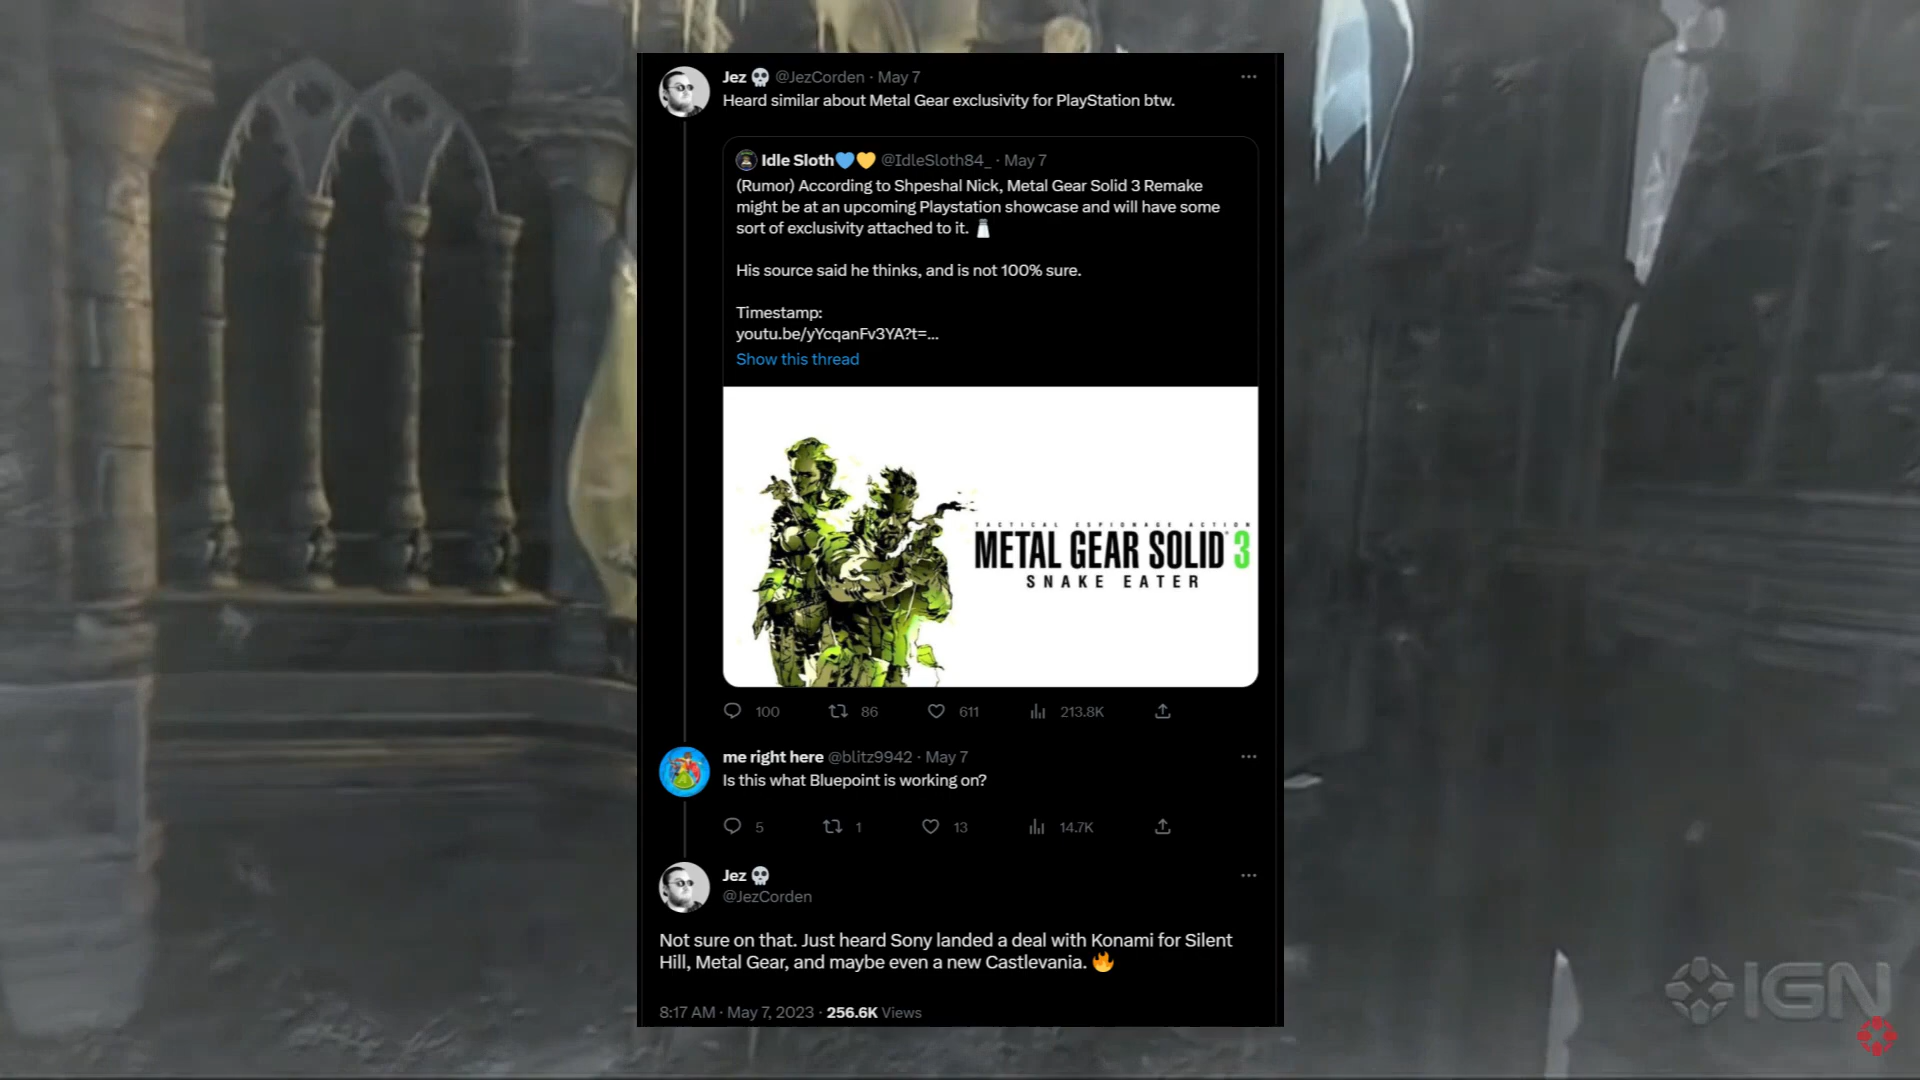 Jez 💀 @JezCorden · May 7
Heard similar about Metal Gear exclusivity for PlayStation btw.
Idle Sloth💙💛 @IdleSloth84_ · May 7
(Rumor) According to Shpeshal Nick, Metal Gear Solid 3 Remake
might be at an upcoming Playstation showcase and will have some
sort of exclusivity attached to it. 🧂
His source said he thinks, and is not 100% sure.
Timestamp:
youtu.be/yYcqanFv3YA?t=...
Show this thread
TACTICAL ESPIONAGE ACTION
METAL GEAR SOLID 3
SNAKE EATER
100 86 611 213.8K
me right here @blitz9942 · May 7
Is this what Bluepoint is working on?
5 1 13 14.7K
Jez 💀
@JezCorden
Not sure on that. Just heard Sony landed a deal with Konami for Silent
Hill, Metal Gear, and maybe even a new Castlevania. 🔥
8:17 AM · May 7, 2023 · 256.6K Views
IGN